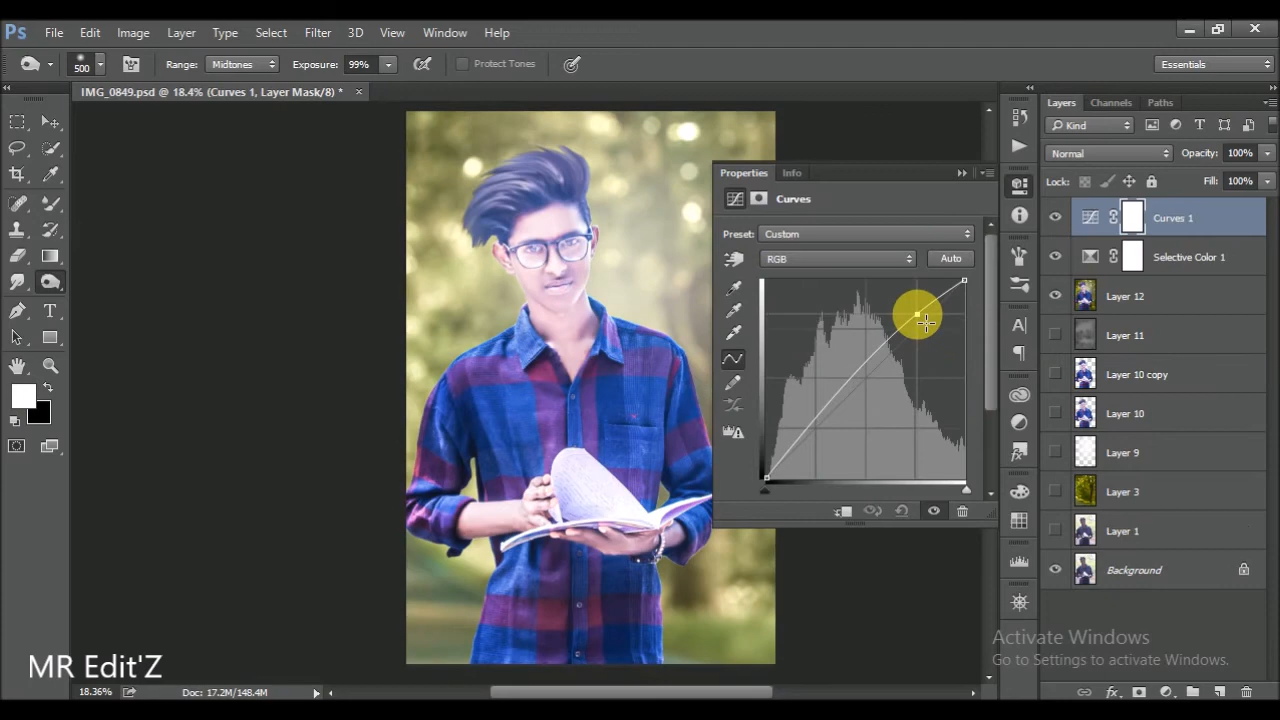 Ps File Edit Image Layer Type Select Filter 3D View Window Help
500 Range: Midtones Exposure: 99% Protect Tones Essentials
IMG_0849.psd @ 18.4% (Curves 1, Layer Mask/8) *
Layers Channels Paths
Kind
Normal Opacity: 100%
Lock: Fill: 100%
Properties Info
Curves
Preset: Custom
RGB Auto
Curves 1
Selective Color 1
Layer 12
Layer 11
Layer 10 copy
Layer 10
Layer 9
Layer 3
Layer 1
Background
Activate Windows
Go to Settings to activate Windows.
MR Edit'Z
18.36% Doc: 17.2M/148.4M